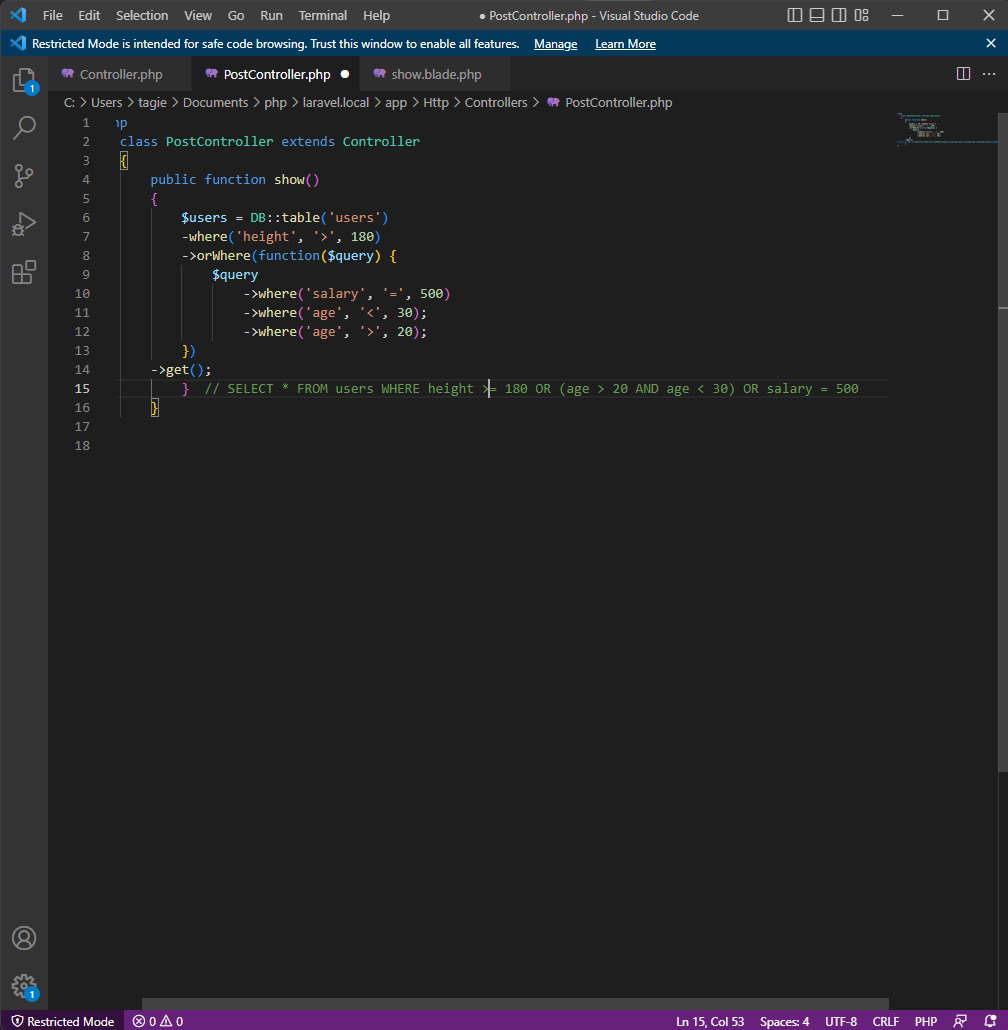 File Edit Selection View Go Run Terminal Help ● PostController.php - Visual Studio Code
Restricted Mode is intended for safe code browsing. Trust this window to enable all features. Manage Learn More
Controller.php PostController.php ● show.blade.php
C: > Users > tagie > Documents > php > laravel.local > app > Http > Controllers > PostController.php
1 hp
2 class PostController extends Controller
3 {
4 public function show()
5 {
6 $users = DB::table('users')
7 -where('height', '>', 180)
8 ->orWhere(function($query) {
9 $query
10 ->where('salary', '=', 500)
11 ->where('age', '<', 30);
12 ->where('age', '>', 20);
13 })
14 ->get();
15 } // SELECT * FROM users WHERE height >= 180 OR (age > 20 AND age < 30) OR salary = 500
16 }
17
18
1
1
Restricted Mode 0 0 Ln 15, Col 53 Spaces: 4 UTF-8 CRLF PHP